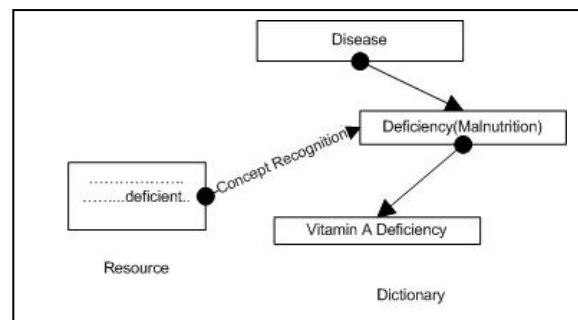 Disease
Deficiency(Malnutrition)
Concept Recognition
....................
.........deficient..
Vitamin A Deficiency
Resource
Dictionary